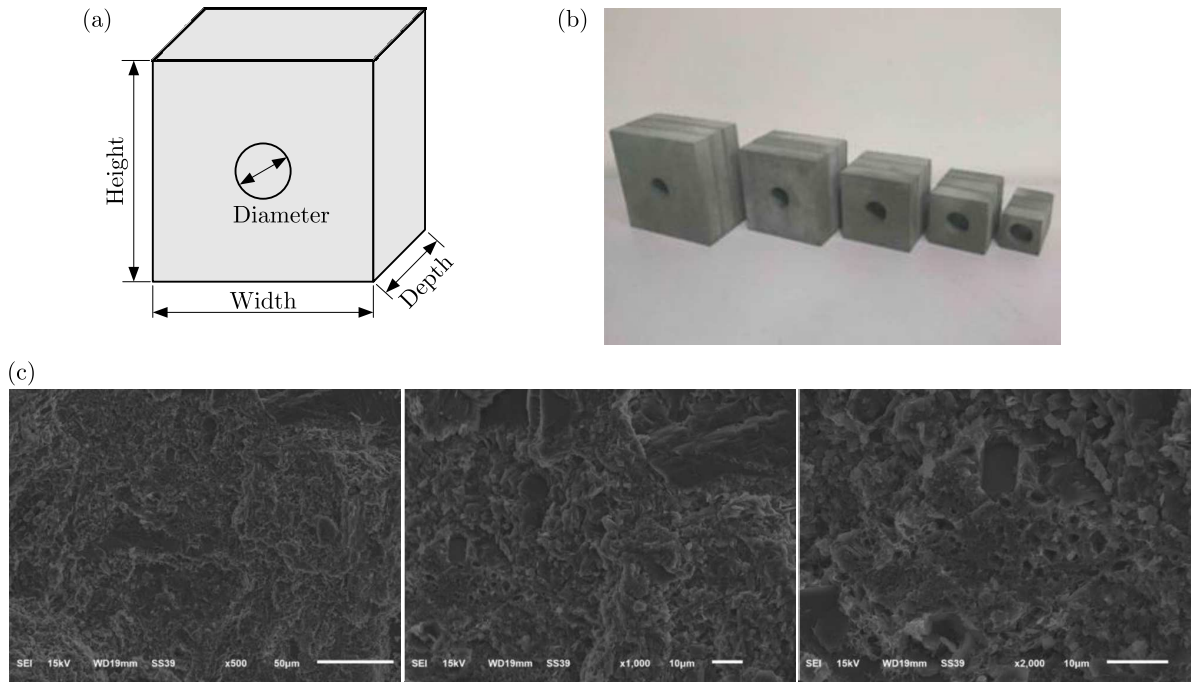 (a)
Height
Diameter
Width
Depth
(b)
(c)
SEI 15kV WD19mm SS39 x500 50μm
SEI 15kV WD19mm SS39 x1,000 10μm
SEI 15kV WD19mm SS39 x2,000 10μm